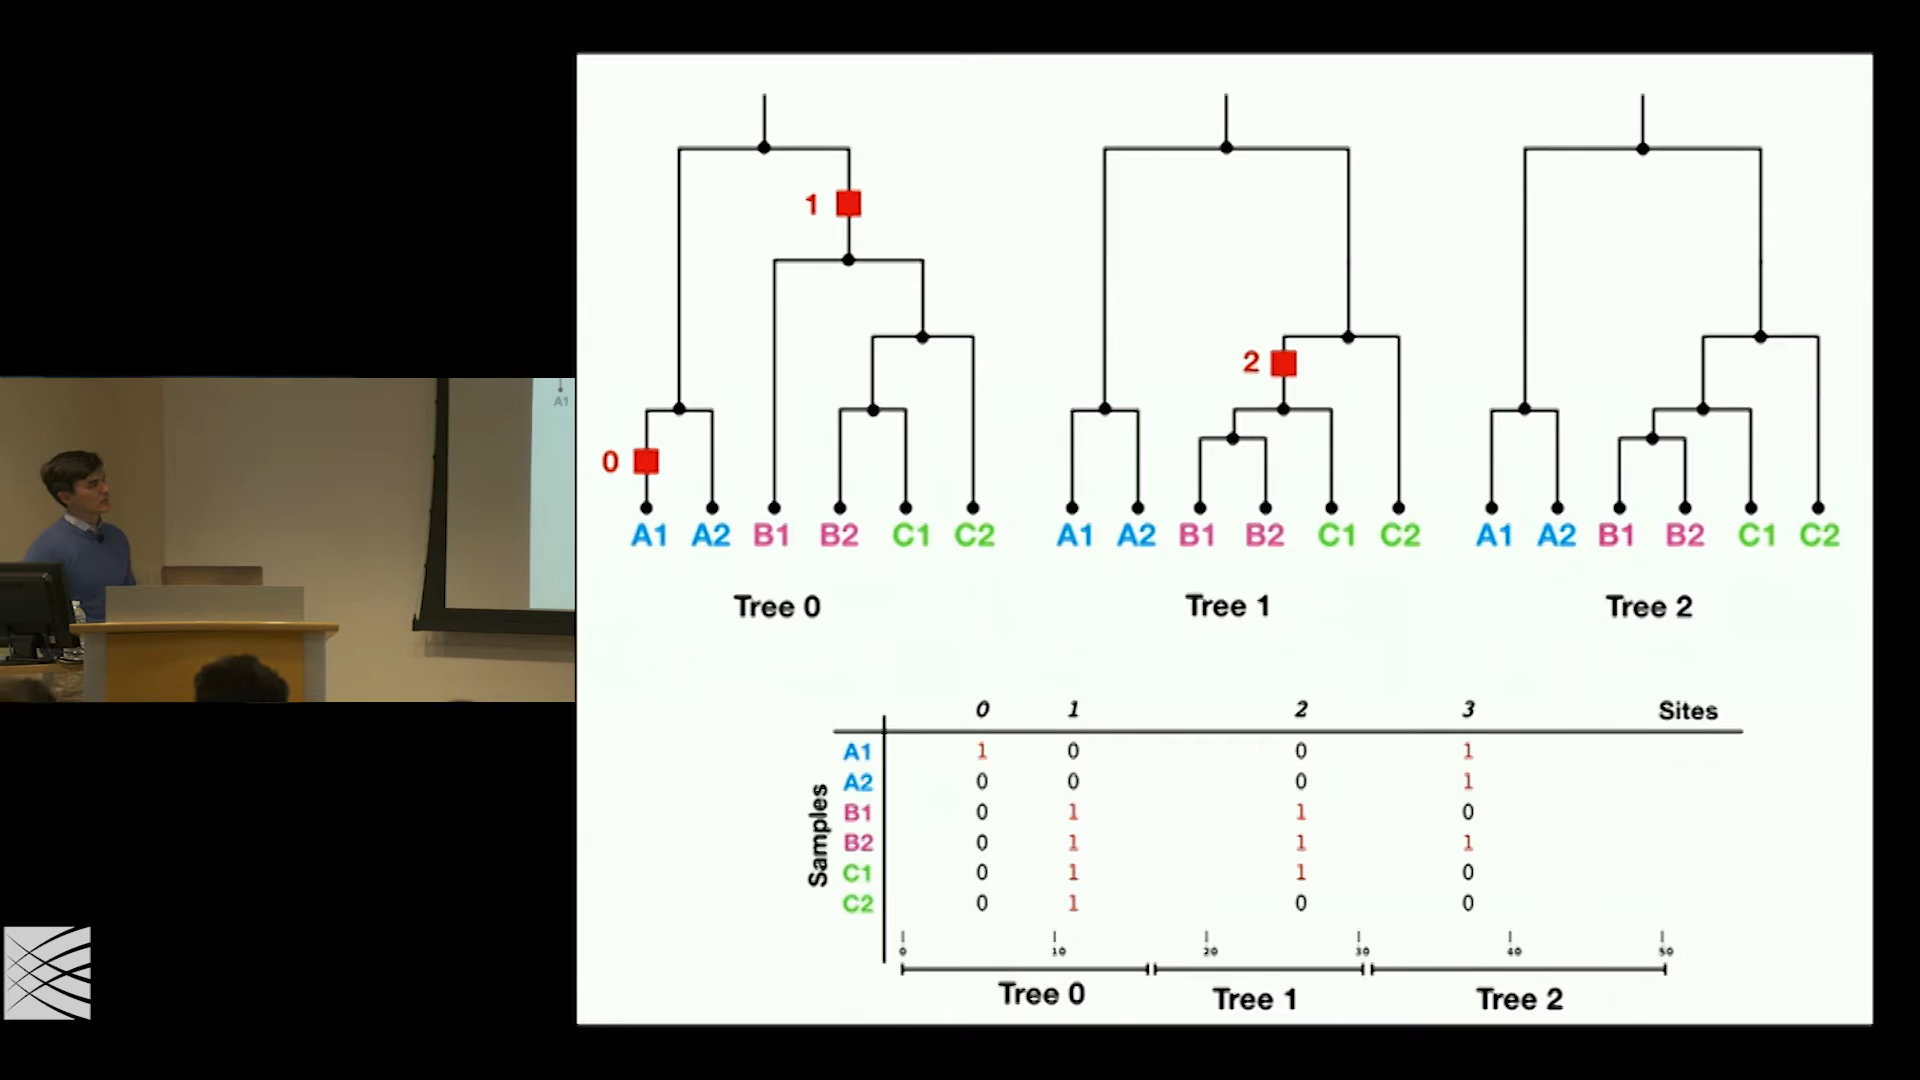 1
2
0
A1 A2 B1 B2 C1 C2
A1 A2 B1 B2 C1 C2
A1 A2 B1 B2 C1 C2
Tree 0
Tree 1
Tree 2
A1
0 1 2 3 Sites
A1 1 0 0 1
A2 0 0 0 1
B1 0 1 1 0
B2 0 1 1 1
C1 0 1 1 0
C2 0 1 0 0
Samples
0 10 20 30 40 50
Tree 0 Tree 1 Tree 2